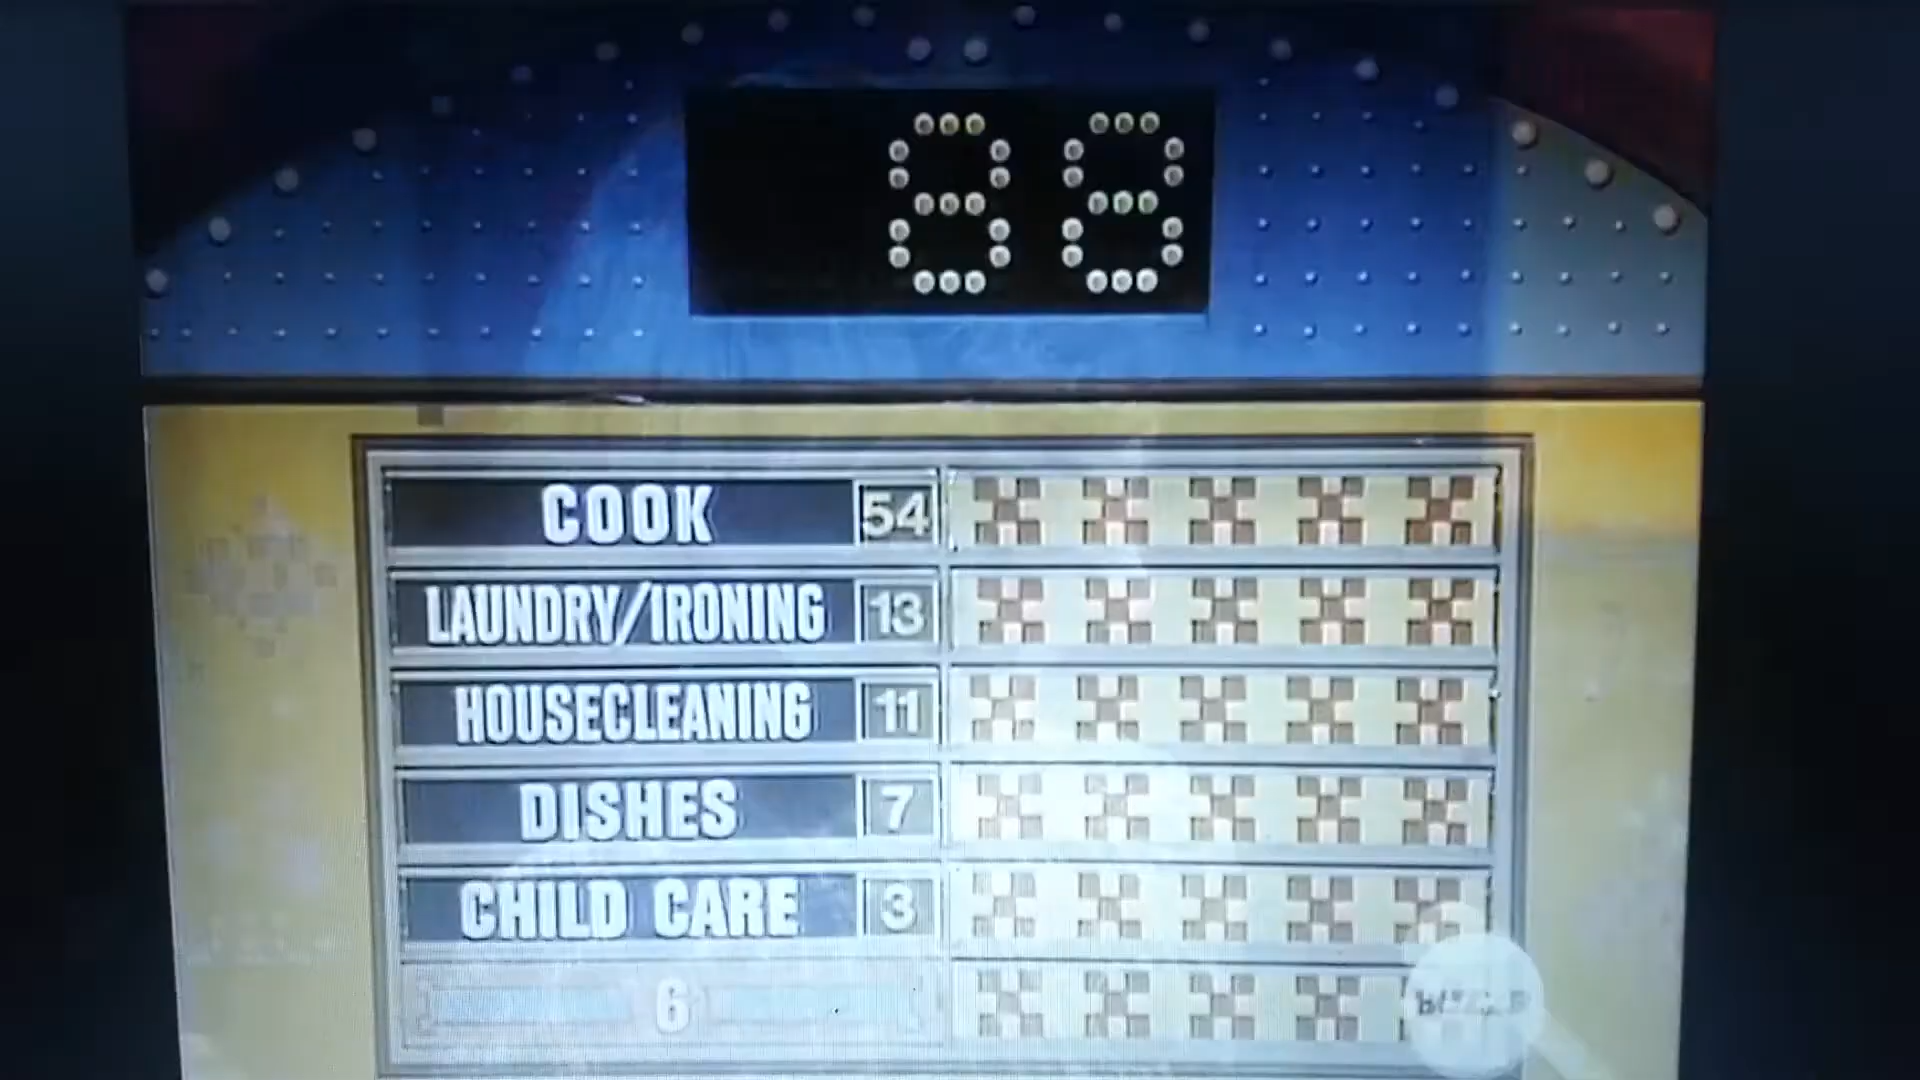 88
COOK 54
LAUNDRY/IRONING 13
HOUSECLEANING 11
DISHES 7
CHILD CARE 3
6